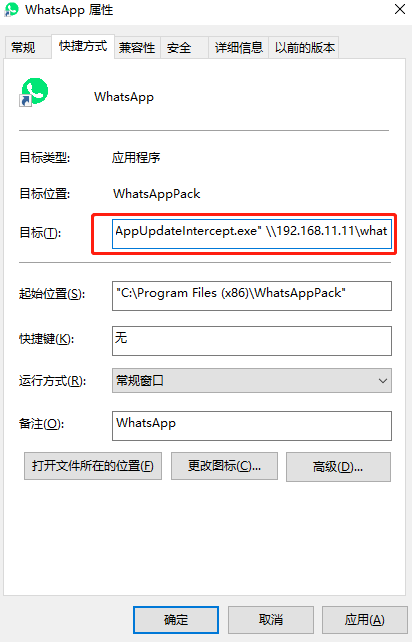 WhatsApp 属性
常规 快捷方式 兼容性 安全 详细信息 以前的版本
WhatsApp
目标类型: 应用程序
目标位置: WhatsAppPack
目标(T): AppUpdateIntercept.exe" \\192.168.11.11\what
起始位置(S): "C:\Program Files (x86)\WhatsAppPack"
快捷键(K): 无
运行方式(R): 常规窗口
备注(O): WhatsApp
打开文件所在的位置(F) 更改图标(C)... 高级(D)...
确定 取消 应用(A)